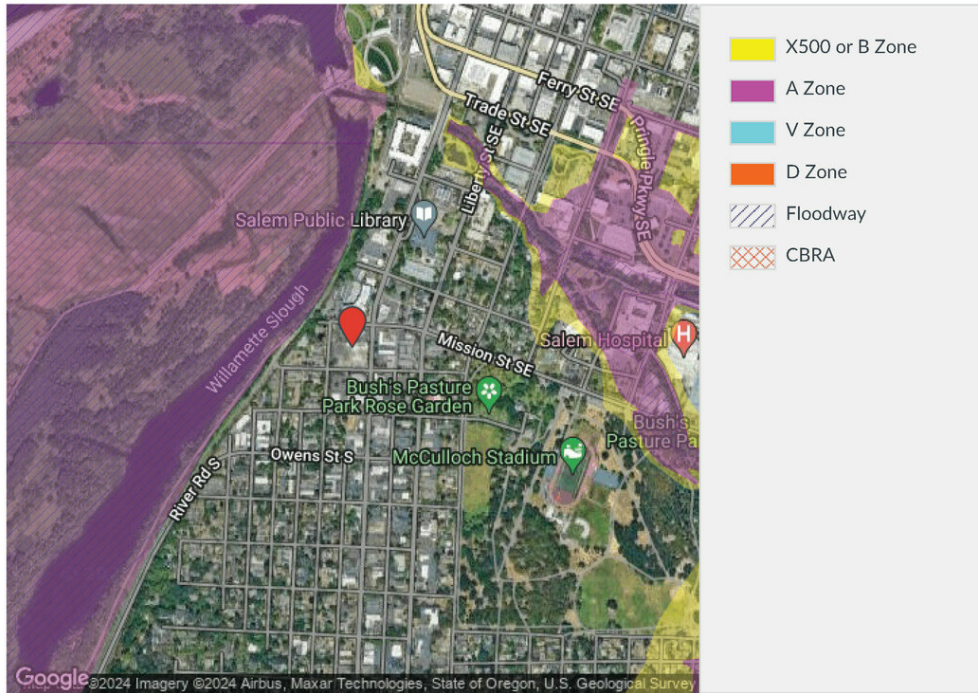 Ferry St SE
Trade St SE
Liberty St SE
Pringle Pkwy SE
Salem Public Library
Willamette Slough
Mission St SE
Salem Hospital
H
Bush's Pasture
Park Rose Garden
Bush's
Pasture Pa
McCulloch Stadium
Owens St S
River Rd S
Google
©2024 Imagery ©2024 Airbus, Maxar Technologies, State of Oregon, U.S. Geological Survey
X500 or B Zone
A Zone
V Zone
D Zone
Floodway
CBRA